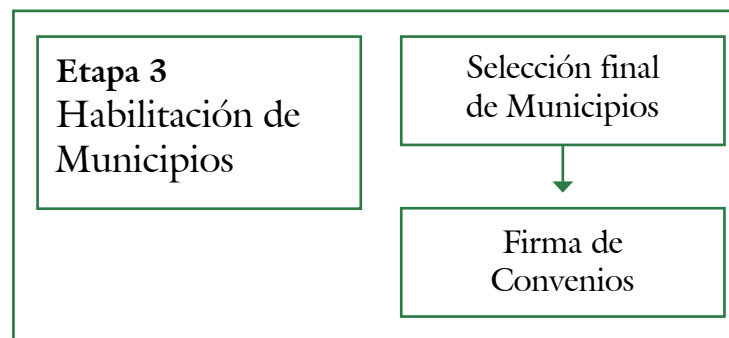 Etapa 3
Habilitación de
Municipios
Selección final
de Municipios
Firma de
Convenios